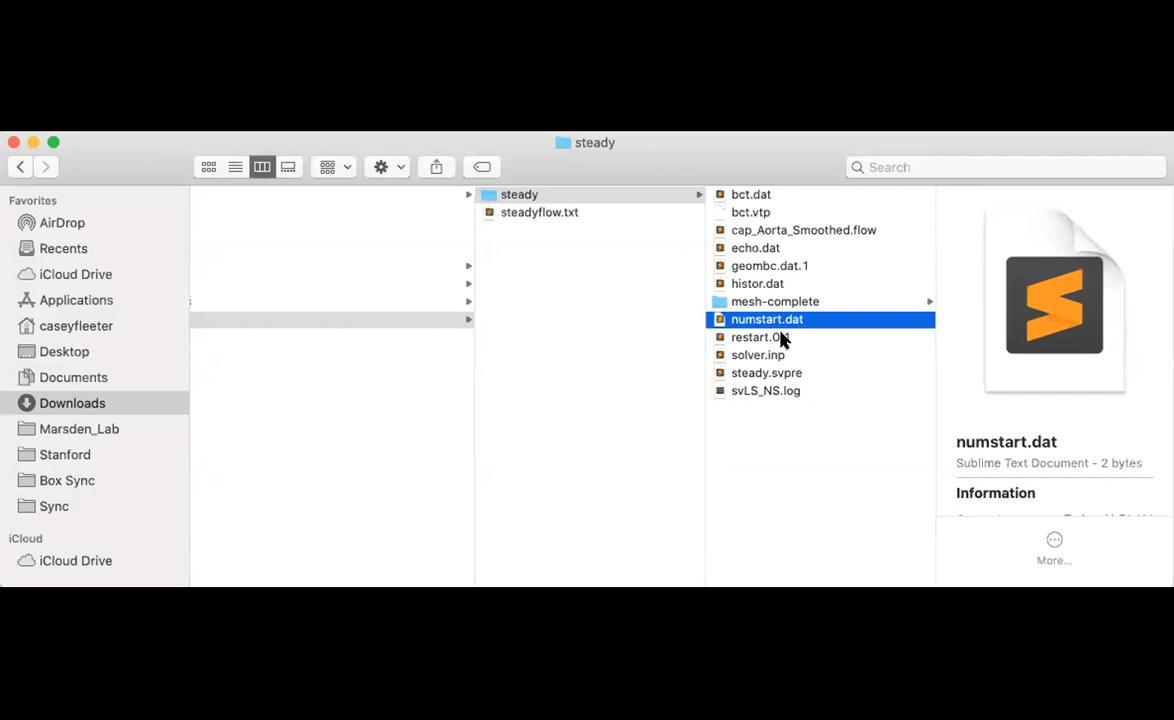 steady
Search
Favorites
AirDrop
Recents
iCloud Drive
Applications
caseyfleeter
Desktop
Documents
Downloads
Marsden_Lab
Stanford
Box Sync
Sync
iCloud
iCloud Drive
steady
steadyflow.txt
bct.dat
bct.vtp
cap_Aorta_Smoothed.flow
echo.dat
geombc.dat.1
histor.dat
mesh-complete
numstart.dat
solver.inp
steady.svpre
svLS_NS.log
numstart.dat
Sublime Text Document - 2 bytes
Information
More...